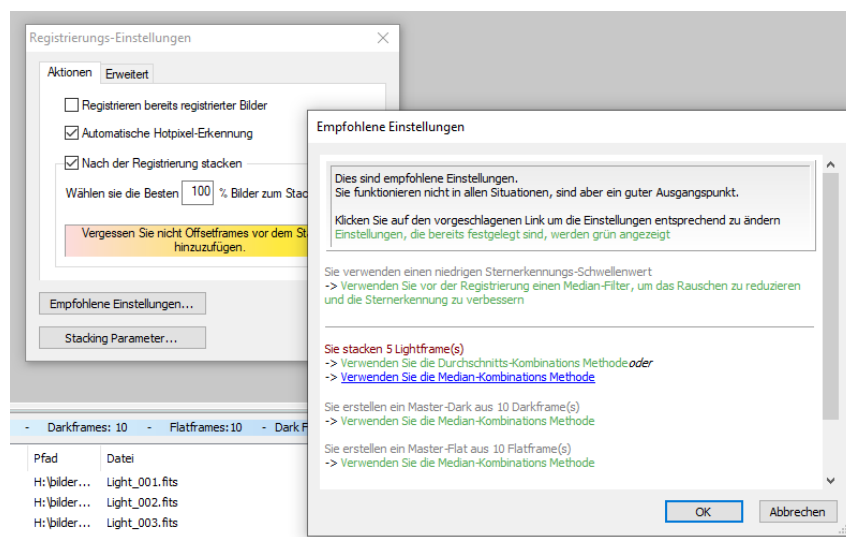 Registrierungs-Einstellungen
Aktionen
Erweitert
Registrieren bereits registrierter Bilder
Automatische Hotpixel-Erkennung
Nach der Registrierung stacken
Wählen sie die Besten 100 % Bilder zum Stac
Vergessen Sie nicht Offsetframes vor dem St
hinzuzufügen.
Empfohlene Einstellungen...
Stacking Parameter...
- Darkframes: 10 - Flatframes:10 - Dark F
Pfad Datei
H:\bilder... Light_001.fits
H:\bilder... Light_002.fits
H:\bilder... Light_003.fits
Empfohlene Einstellungen
Dies sind empfohlene Einstellungen.
Sie funktionieren nicht in allen Situationen, sind aber ein guter Ausgangspunkt.
Klicken Sie auf den vorgeschlagenen Link um die Einstellungen entsprechend zu ändern
Einstellungen, die bereits festgelegt sind, werden grün angezeigt
Sie verwenden einen niedrigen Sternerkennungs-Schwellenwert
-> Verwenden Sie vor der Registrierung einen Median-Filter, um das Rauschen zu reduzieren
und die Sternerkennung zu verbessern
Sie stacken 5 Lightframe(s)
-> Verwenden Sie die Durchschnitts-Kombinations Methodeoder
-> Verwenden Sie die Median-Kombinations Methode
Sie erstellen ein Master-Dark aus 10 Darkframe(s)
-> Verwenden Sie die Median-Kombinations Methode
Sie erstellen ein Master-Flat aus 10 Flatframe(s)
-> Verwenden Sie die Median-Kombinations Methode
OK
Abbrechen